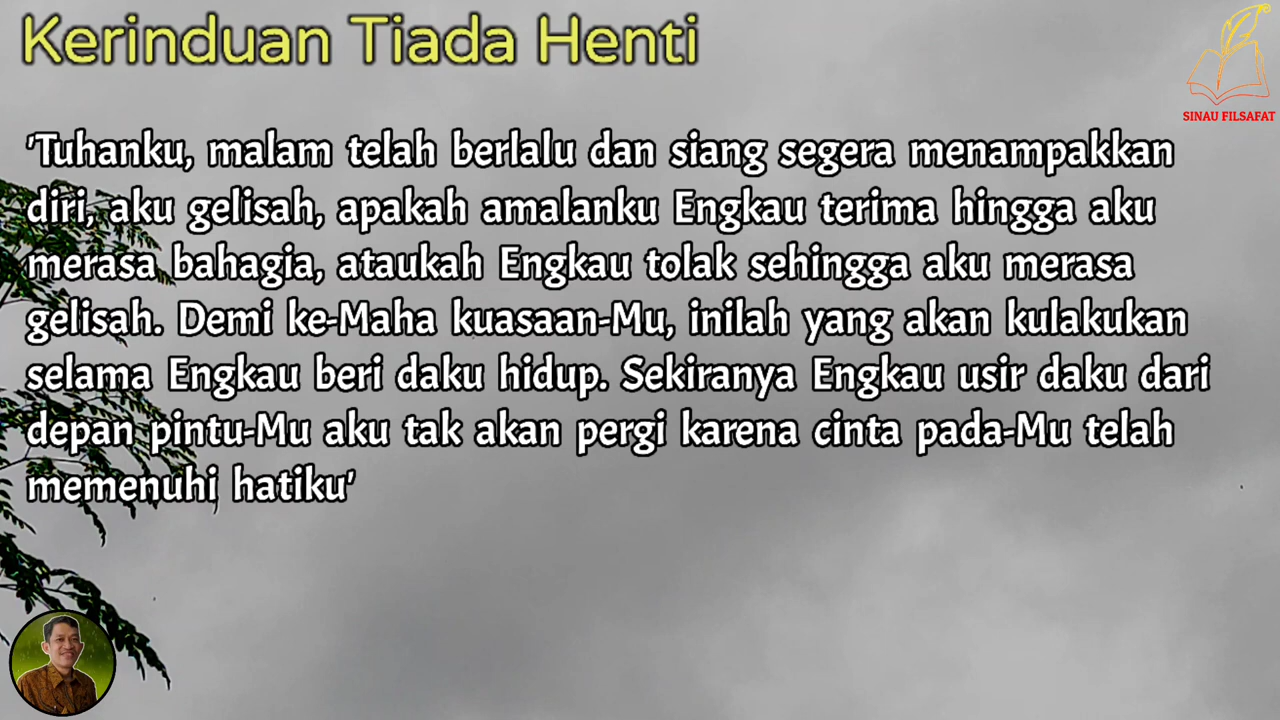 Kerinduan Tiada Henti
SINAU FILSAFAT
'Tuhanku, malam telah berlalu dan siang segera menampakkan
diri, aku gelisah, apakah amalanku Engkau terima hingga aku
merasa bahagia, ataukah Engkau tolak sehingga aku merasa
gelisah. Demi ke-Maha kuasaan-Mu, inilah yang akan kulakukan
selama Engkau beri daku hidup. Sekiranya Engkau usir daku dari
depan pintu-Mu aku tak akan pergi karena cinta pada-Mu telah
memenuhi hatiku'